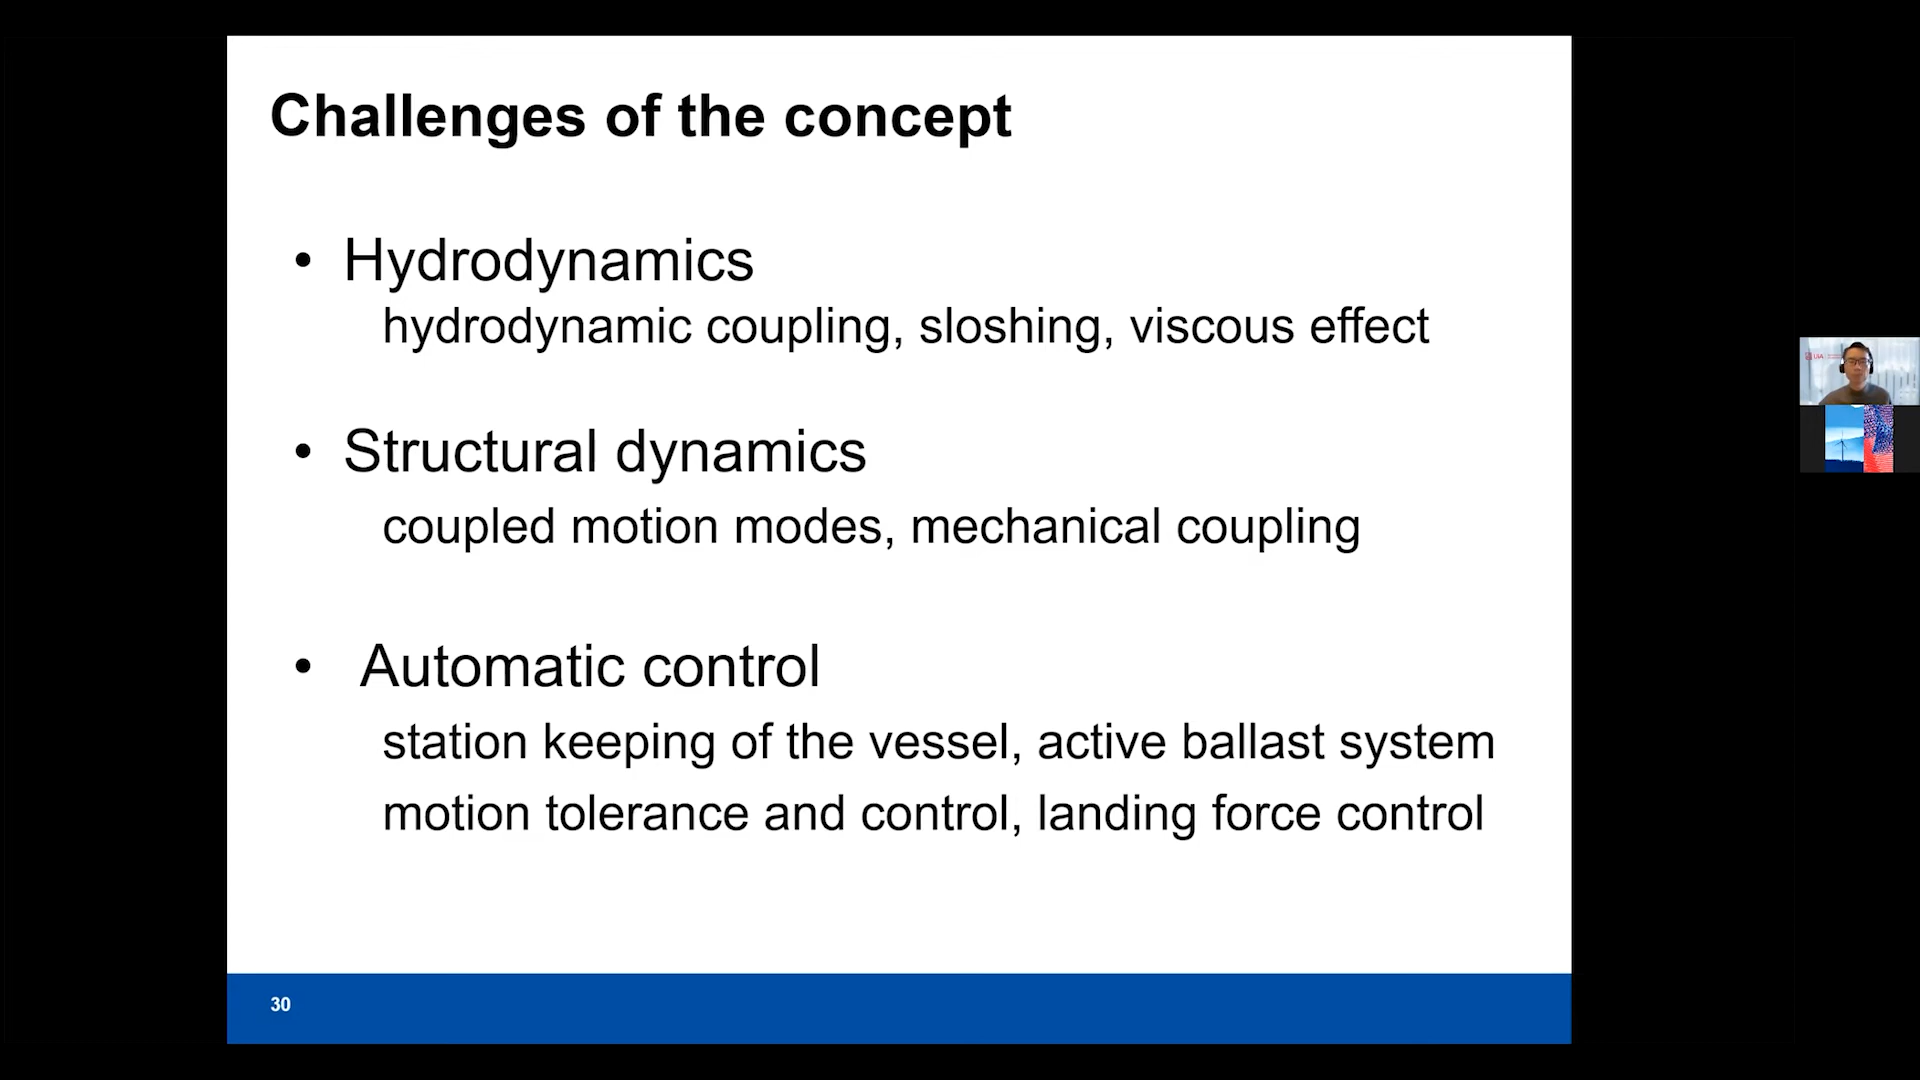 Challenges of the concept
• Hydrodynamics
hydrodynamic coupling, sloshing, viscous effect
• Structural dynamics
coupled motion modes, mechanical coupling
• Automatic control
station keeping of the vessel, active ballast system
motion tolerance and control, landing force control
30